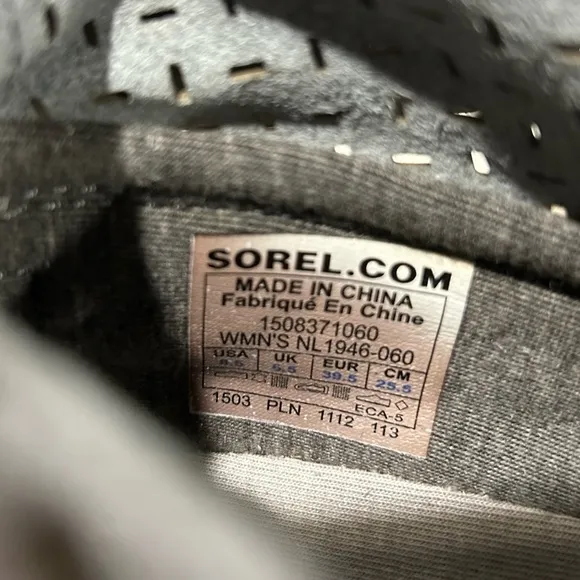 SOREL.COM
MADE IN CHINA
Fabriqué En Chine
1508371060
WMN'S NL1946-060
USA UK EUR CM
8.5 6.5 39.5 25.5
ECA-5
1503 PLN 1112 113